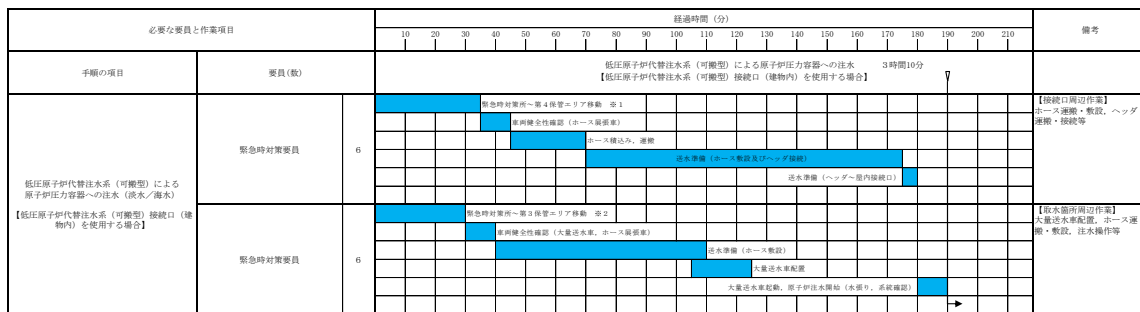 必要な要員と作業項目
経過時間（分）
備考
10 20 30 40 50 60 70 80 90 100 110 120 130 140 150 160 170 180 190 200 210
手順の項目
要員(数)
低圧原子炉代替注水系（可搬型）による原子炉圧力容器への注水　3時間10分
【低圧原子炉代替注水系（可搬型）接続口（建物内）を使用する場合】
低圧原子炉代替注水系（可搬型）による
原子炉圧力容器への注水（淡水／海水）
【低圧原子炉代替注水系（可搬型）接続口（建
物内）を使用する場合】
緊急時対策要員
6
緊急時対策所～第４保管エリア移動　※１
車両健全性確認（ホース展張車）
ホース積込み，運搬
送水準備（ホース敷設及びヘッダ接続）
送水準備（ヘッダ～屋内接続口）
【接続口周辺作業】
ホース運搬・敷設，ヘッダ
運搬・接続等
緊急時対策要員
6
緊急時対策所～第３保管エリア移動　※２
車両健全性確認（大量送水車，ホース展張車）
送水準備（ホース敷設）
大量送水車配置
大量送水車起動，原子炉注水開始（水張り，系統確認）
【取水箇所周辺作業】
大量送水車配置，ホース運
搬・敷設，注水操作等